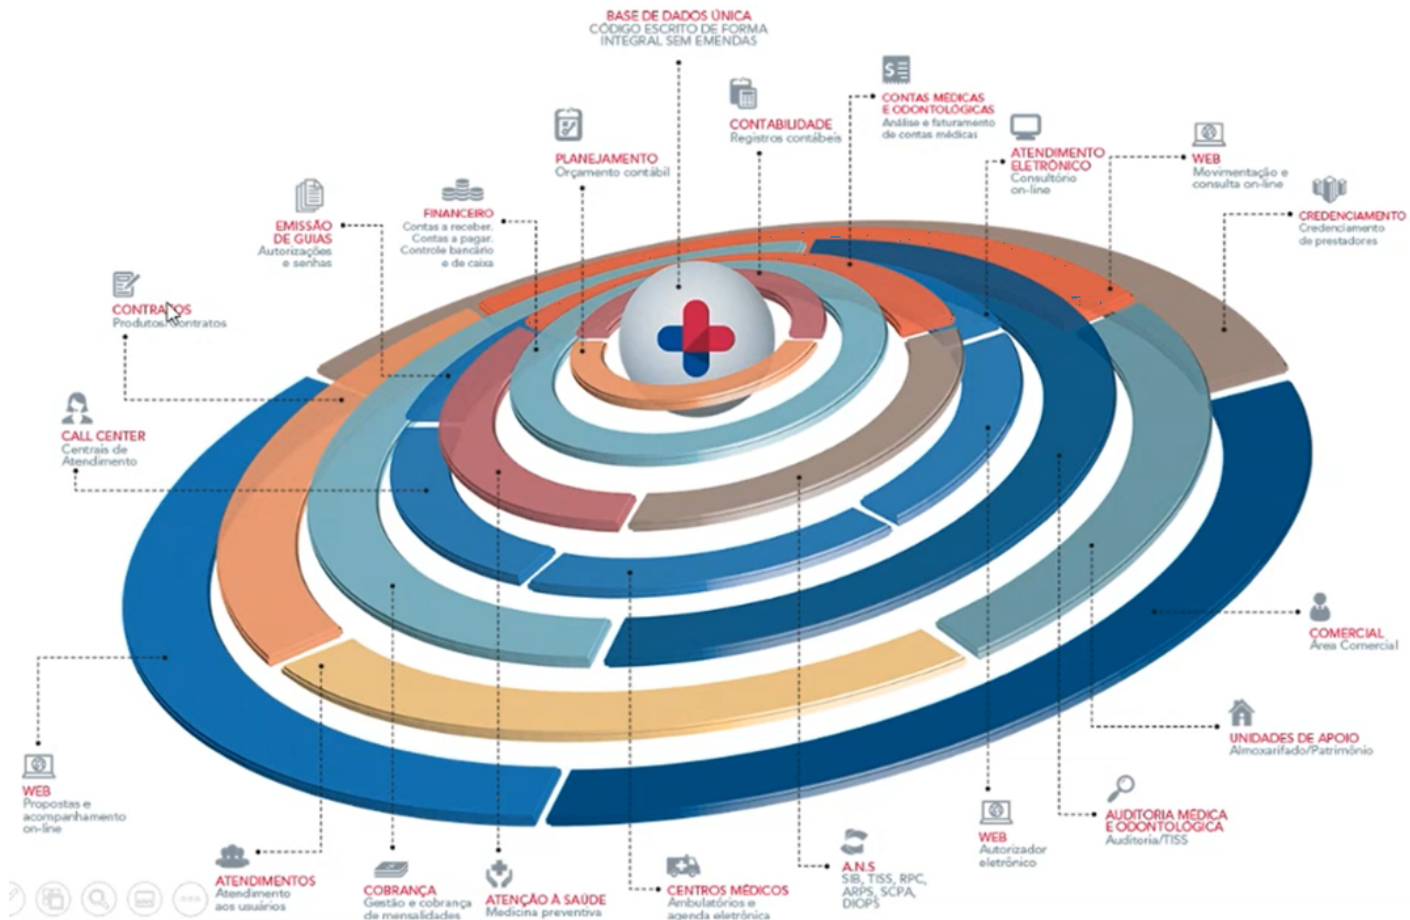 BASE DE DADOS ÚNICA
CÓDIGO ESCRITO DE FORMA
INTEGRAL SEM EMENDAS
CONTABILIDADE
Registros contábeis
CONTAS MÉDICAS
E ODONTOLÓGICAS
Análise e faturamento
de contas médicas
PLANEJAMENTO
Orçamento contábil
ATENDIMENTO
ELETRÔNICO
Consultório
on-line
WEB
Movimentação e
consulta on-line
CREDENCIAMENTO
Credenciamento
de prestadores
EMISSÃO
DE GUIAS
Autorizações
e senhas
FINANCEIRO
Contas a receber.
Contas a pagar.
Controle bancário
e de caixa
CONTRATOS
Produtos/Contratos
CALL CENTER
Centrais de
Atendimento
COMERCIAL
Área Comercial
UNIDADES DE APOIO
Almoxarifado/Patrimônio
WEB
Propostas e
acompanhamento
on-line
AUDITORIA MÉDICA
E ODONTOLÓGICA
Auditoria/TISS
WEB
Autorizador
eletrônico
A.N.S
SIB, TISS, RPC,
ARPS, SCPA,
DIOPS
ATENDIMENTOS
Atendimento
aos usuários
COBRANÇA
Gestão e cobrança
de mensalidades
ATENÇÃO À SAÚDE
Medicina preventiva
CENTROS MÉDICOS
Ambulatórios e
agenda eletrônica